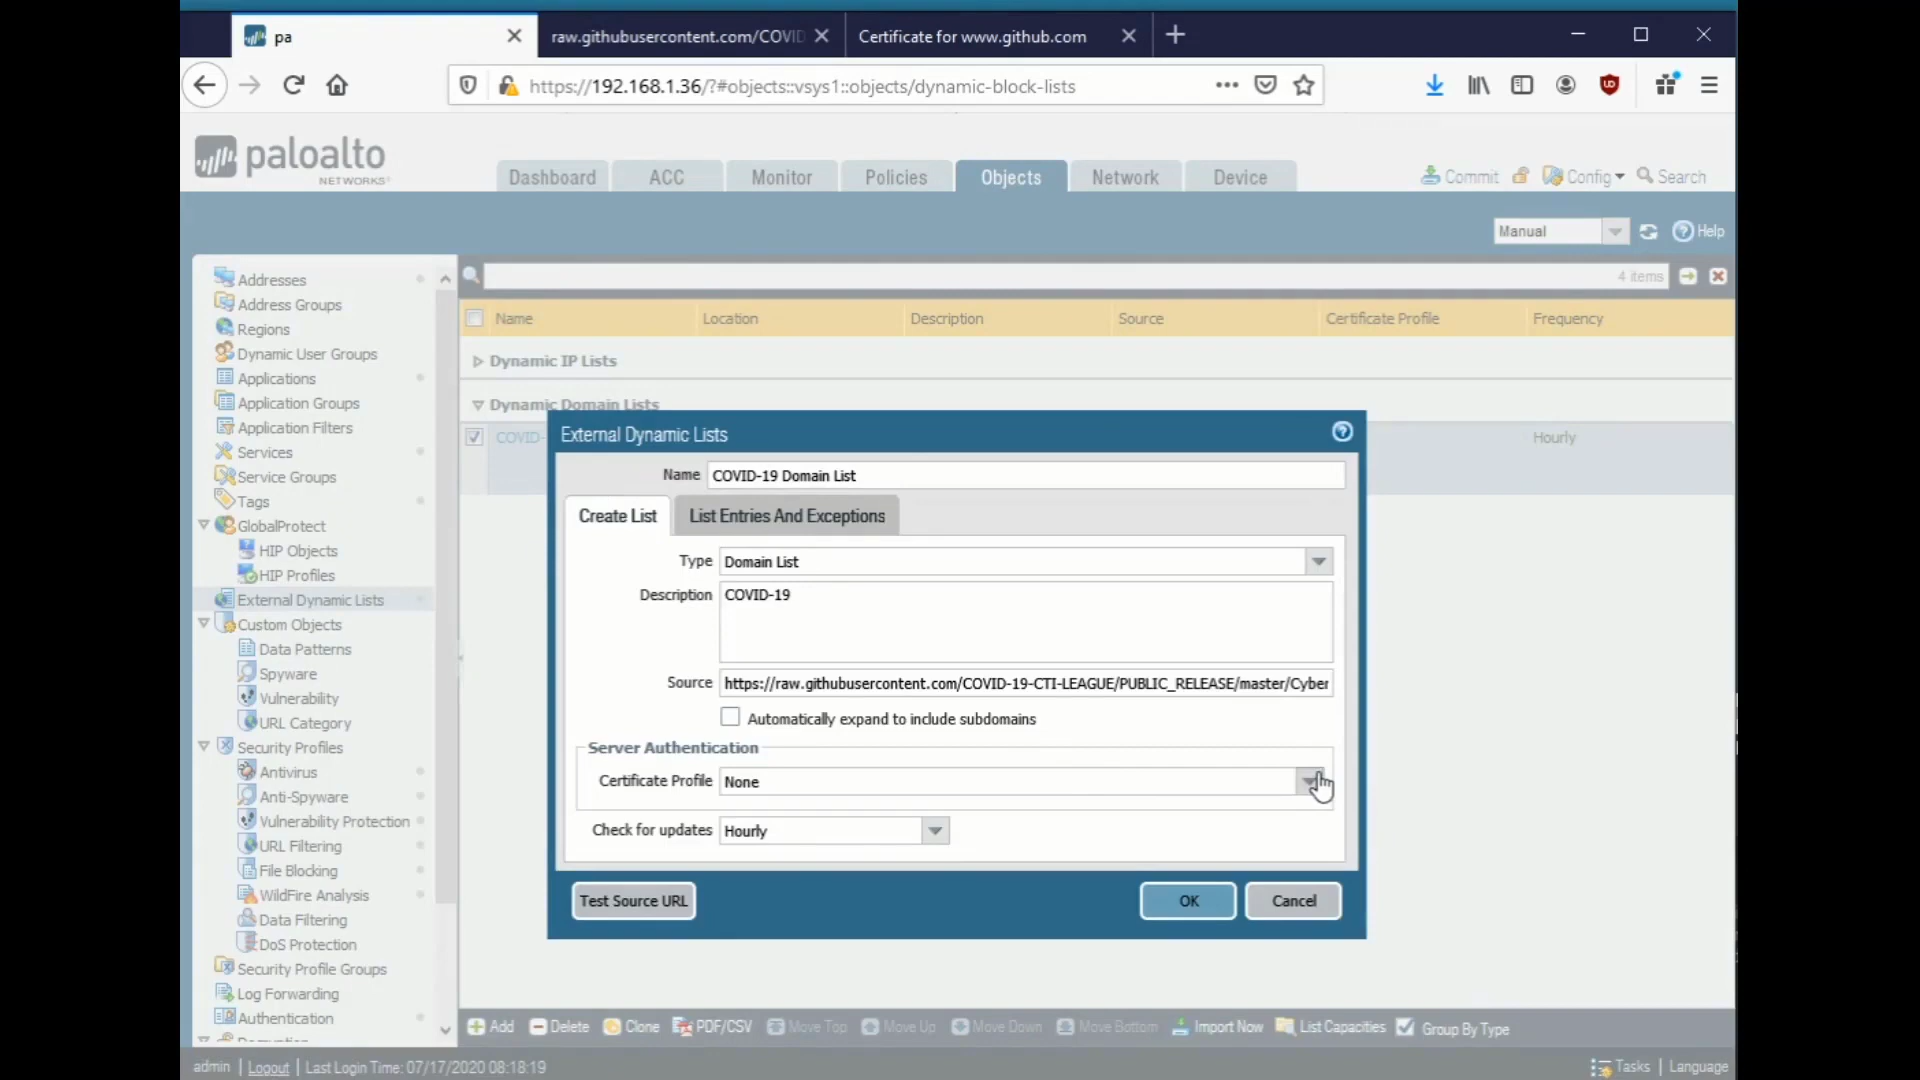 pa
raw.githubusercontent.com/COVID
Certificate for www.github.com
https://192.168.1.36/?#objects::vsys1::objects/dynamic-block-lists
paloalto
NETWORKS
Dashboard
ACC
Monitor
Policies
Objects
Network
Device
Commit
Config
Search
Manual
Help
Addresses
Address Groups
Regions
Dynamic User Groups
Applications
Application Groups
Application Filters
Services
Service Groups
Tags
GlobalProtect
HIP Objects
HIP Profiles
External Dynamic Lists
Custom Objects
Data Patterns
Spyware
Vulnerability
URL Category
Security Profiles
Antivirus
Anti-Spyware
Vulnerability Protection
URL Filtering
File Blocking
WildFire Analysis
Data Filtering
DoS Protection
Security Profile Groups
Log Forwarding
Authentication
4 items
Name
Location
Description
Source
Certificate Profile
Frequency
Dynamic IP Lists
Dynamic Domain Lists
COVID-
Hourly
External Dynamic Lists
Name COVID-19 Domain List
Create List
List Entries And Exceptions
Type Domain List
Description COVID-19
Source https://raw.githubusercontent.com/COVID-19-CTI-LEAGUE/PUBLIC_RELEASE/master/Cyber
Automatically expand to include subdomains
Server Authentication
Certificate Profile None
Check for updates Hourly
Test Source URL
OK
Cancel
Add
Delete
Clone
PDF/CSV
Move Top
Move Up
Move Down
Move Bottom
Import Now
List Capacities
Group By Type
admin | Logout | Last Login Time: 07/17/2020 08:18:19
Tasks | Language